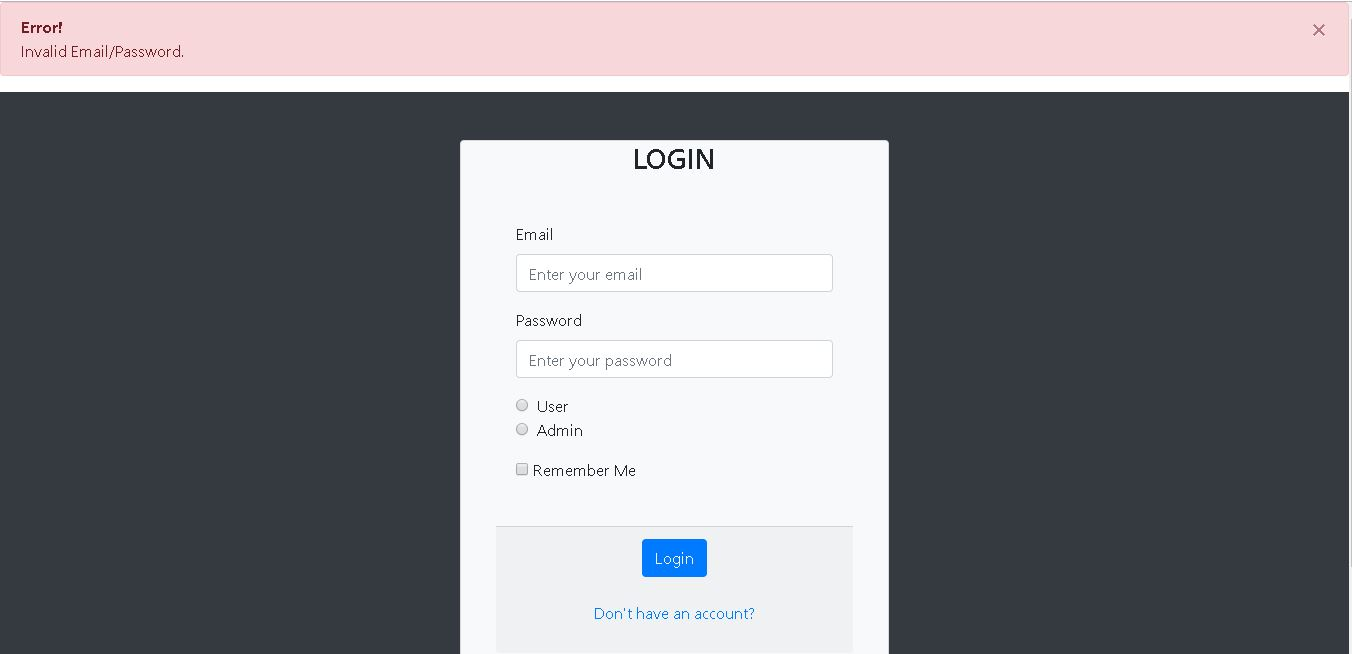 Error!
Invalid Email/Password.
×
LOGIN
Email
Enter your email
Password
Enter your password
User
Admin
Remember Me
Login
Don't have an account?